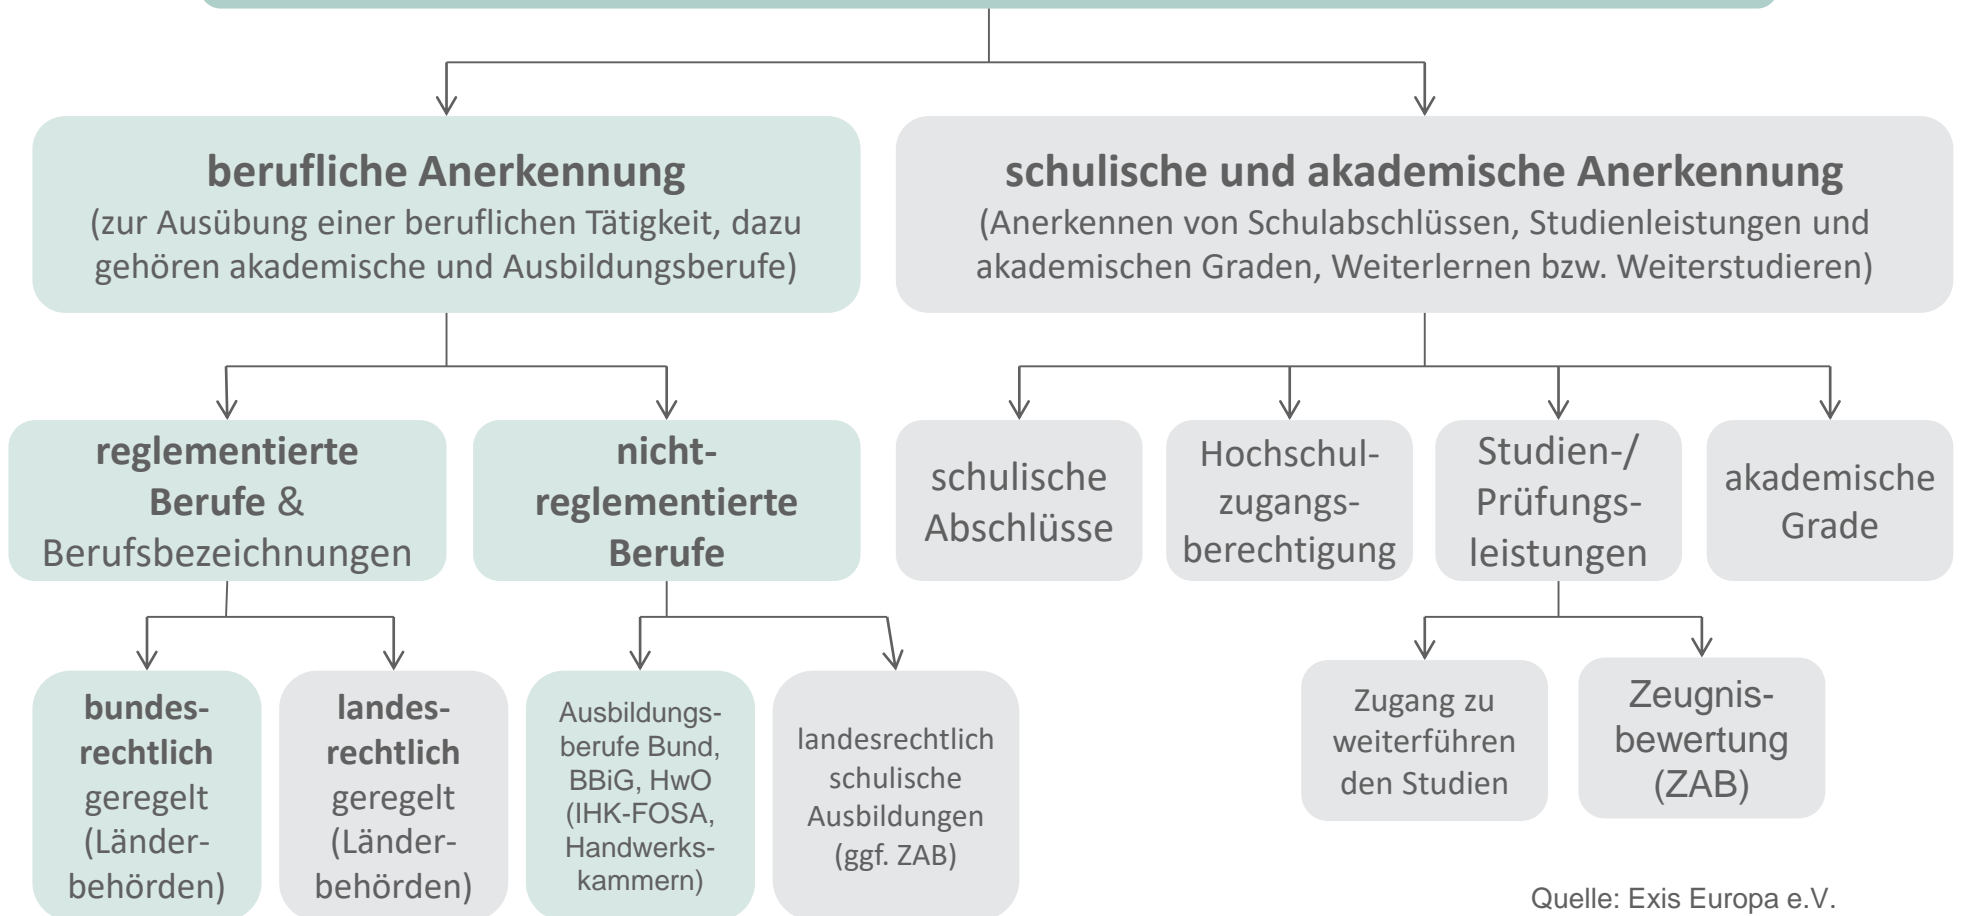 berufliche Anerkennung
(zur Ausübung einer beruflichen Tätigkeit, dazu
gehören akademische und Ausbildungsberufe)
schulische und akademische Anerkennung
(Anerkennen von Schulabschlüssen, Studienleistungen und
akademischen Graden, Weiterlernen bzw. Weiterstudieren)
reglementierte
Berufe &
Berufsbezeichnungen
nicht-
reglementierte
Berufe
schulische
Abschlüsse
Hochschul-
zugangs-
berechtigung
Studien-/
Prüfungs-
leistungen
akademische
Grade
bundes-
rechtlich
geregelt
(Länder-
behörden)
landes-
rechtlich
geregelt
(Länder-
behörden)
Ausbildungs-
berufe Bund,
BBiG, HwO
(IHK-FOSA,
Handwerks-
kammern)
landesrechtlich
schulische
Ausbildungen
(ggf. ZAB)
Zugang zu
weiterführen
den Studien
Zeugnis-
bewertung
(ZAB)
Quelle: Exis Europa e.V.